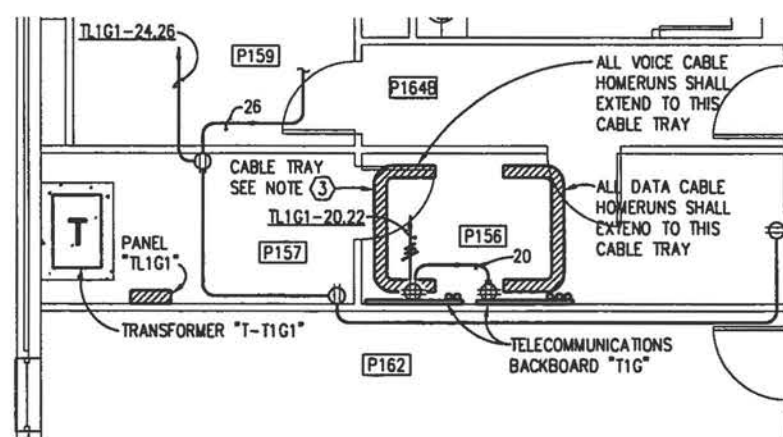 TL1G1-24,26
P159
26
P164B
ALL VOICE CABLE
HOMERUNS SHALL
EXTEND TO THIS
CABLE TRAY
CABLE TRAY
SEE NOTE 3
TL1G1-20,22
P156
20
ALL DATA CABLE
HOMERUNS SHALL
EXTENO TO THIS
CABLE TRAY
T
PANEL
"TL1G1"
P157
TRANSFORMER "T-T1G1"
P162
TELECOMMUNICATIONS
BACKBOARD "T1G"